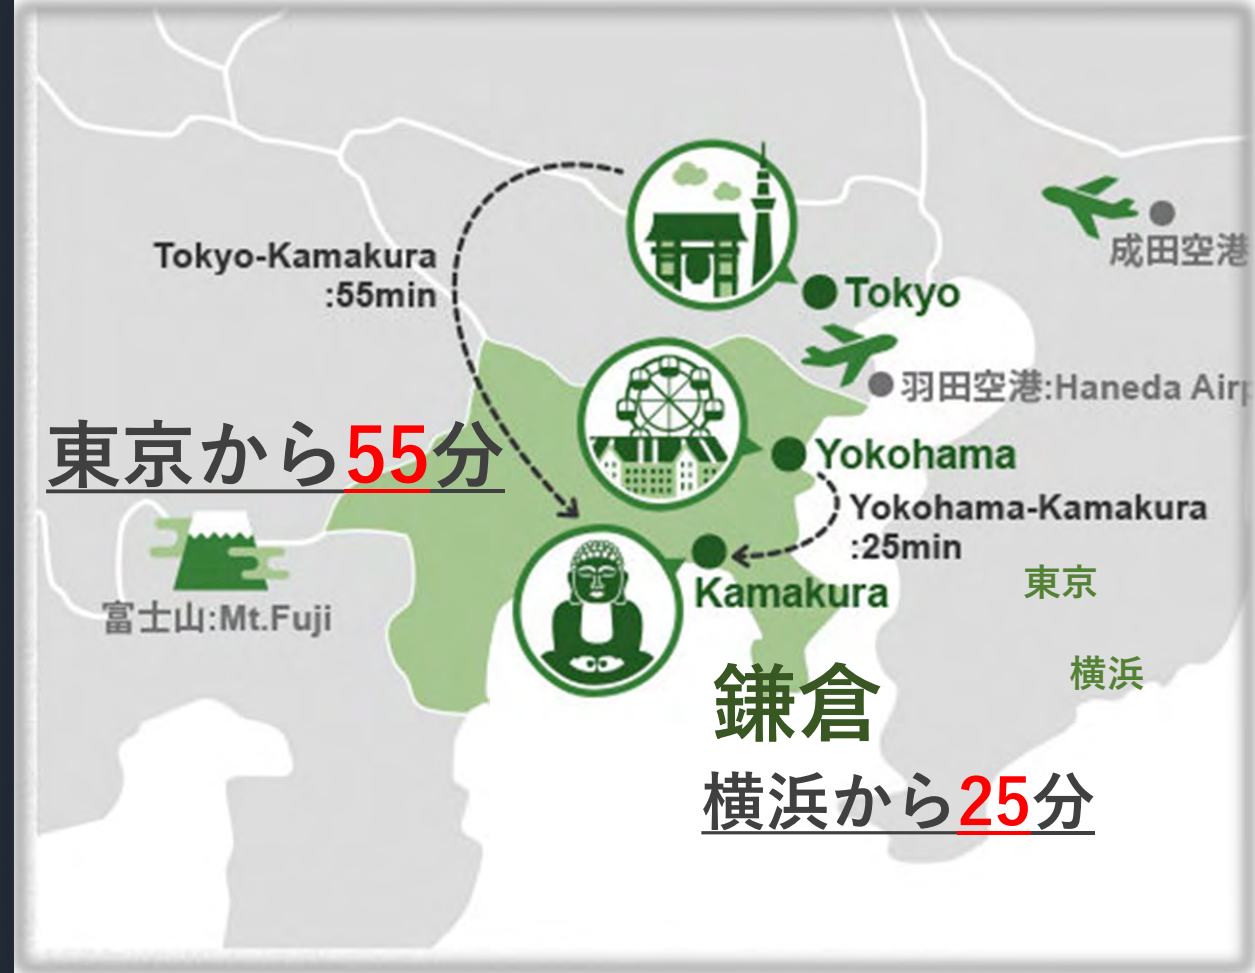 Tokyo-Kamakura
:55min
成田空港
Tokyo
羽田空港:Haneda
東京から55分
Yokohama
Yokohama-Kamakura
:25min
東京
Kamakura
富士山:Mt.Fuji
横浜
鎌倉
横浜から25分